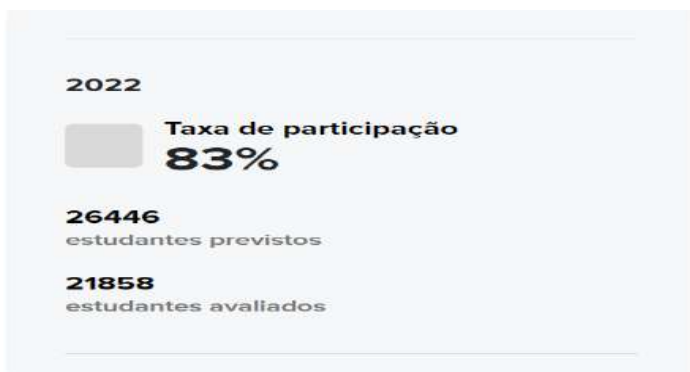 2022
Taxa de participação
83%
26446
estudantes previstos
21858
estudantes avaliados